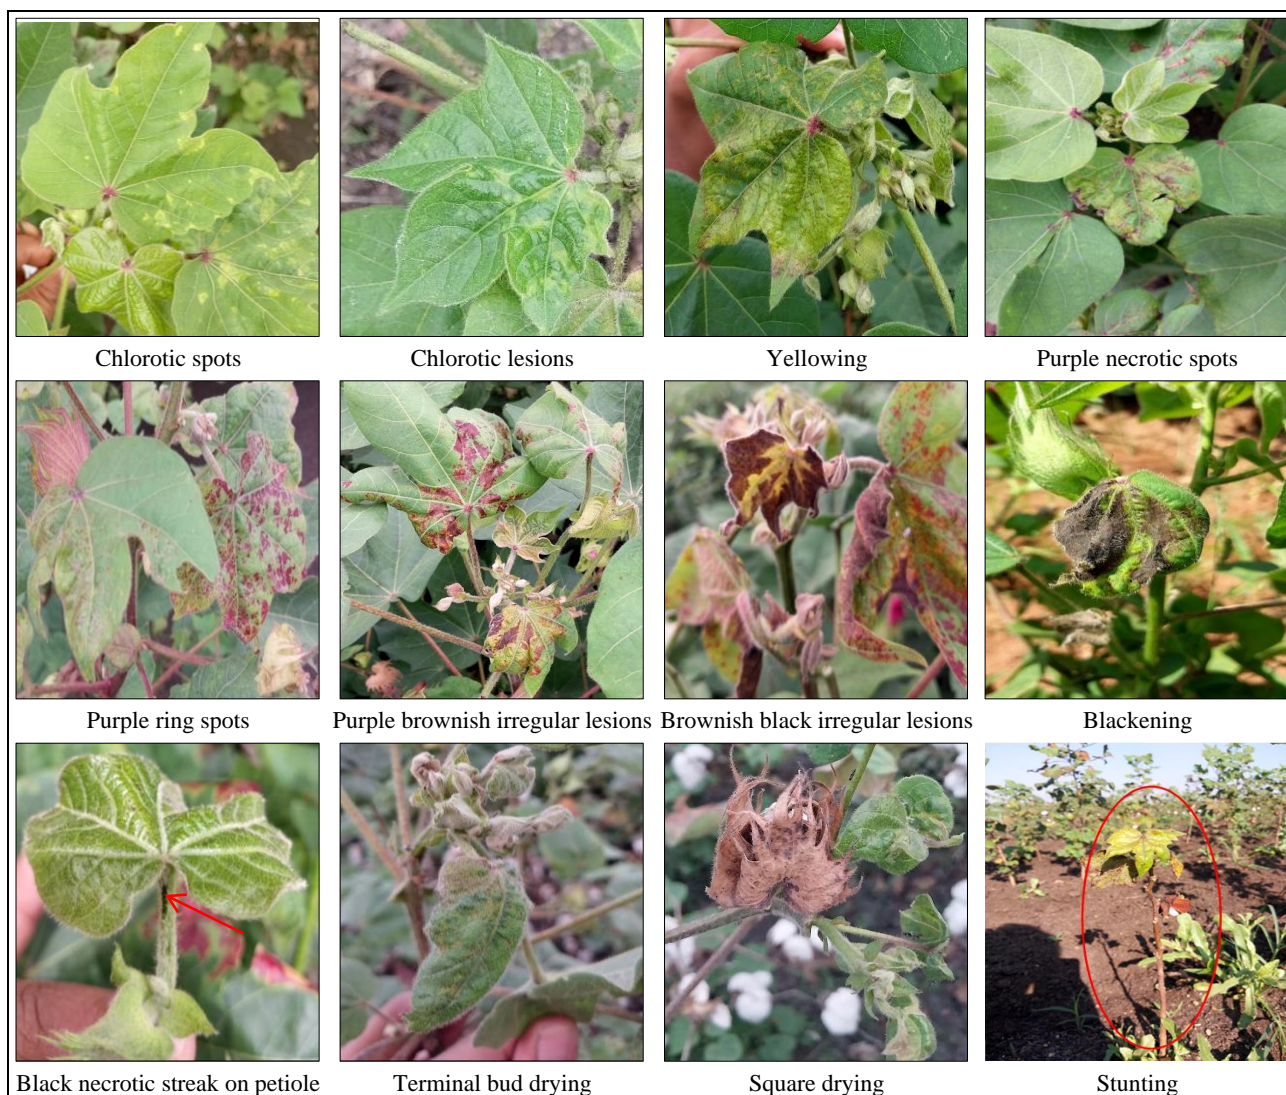 Chlorotic spots
Chlorotic lesions
Yellowing
Purple necrotic spots
Purple ring spots
Purple brownish irregular lesions
Brownish black irregular lesions
Blackening
Black necrotic streak on petiole
Terminal bud drying
Square drying
Stunting